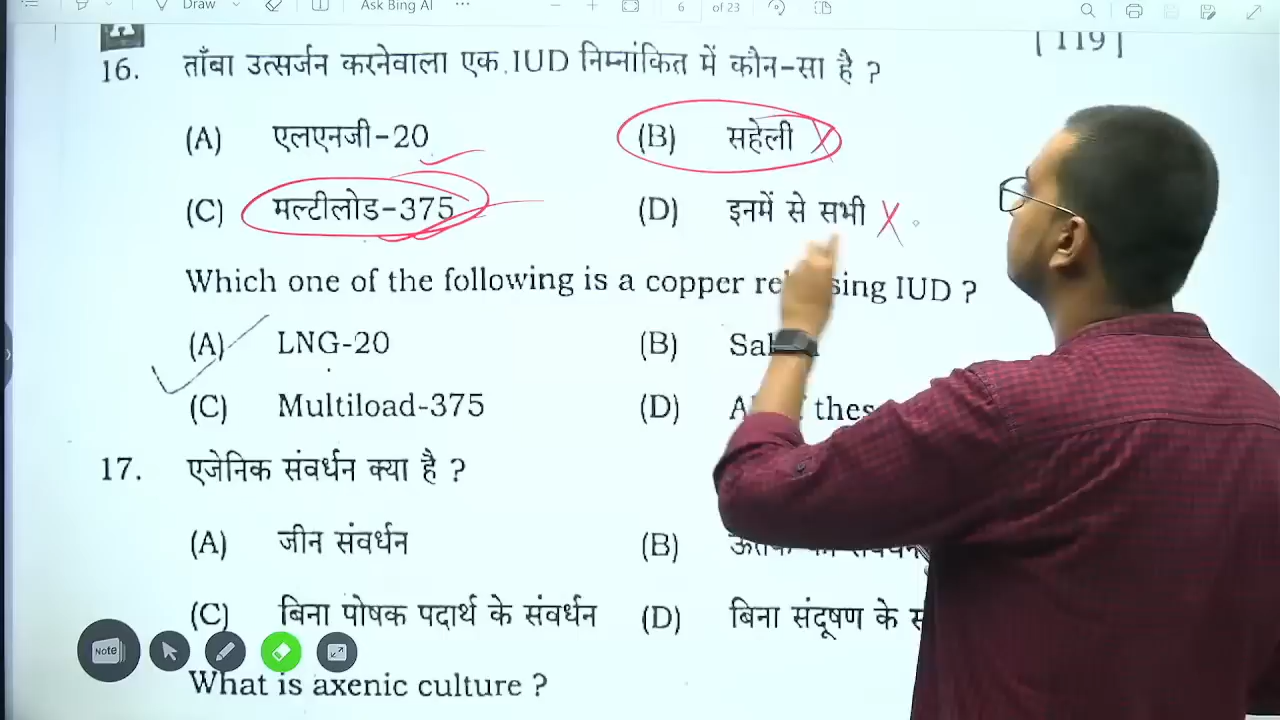 Draw Ask Bing AI ... 6 of 23
[ 119 ]
16. ताँबा उत्सर्जन करनेवाला एक IUD निम्नांकित में कौन-सा है ?
(A) एलएनजी-20 (B) सहेली
(C) मल्टीलोड-375 (D) इनमें से सभी
Which one of the following is a copper re sing IUD ?
(A) LNG-20 (B) Sa
(C) Multiload-375 (D) A thes
17. एजेनिक संवर्धन क्या है ?
(A) जीन संवर्धन (B)
(C) बिना पोषक पदार्थ के संवर्धन (D) बिना संदूषण के
Note
What is axenic culture ?